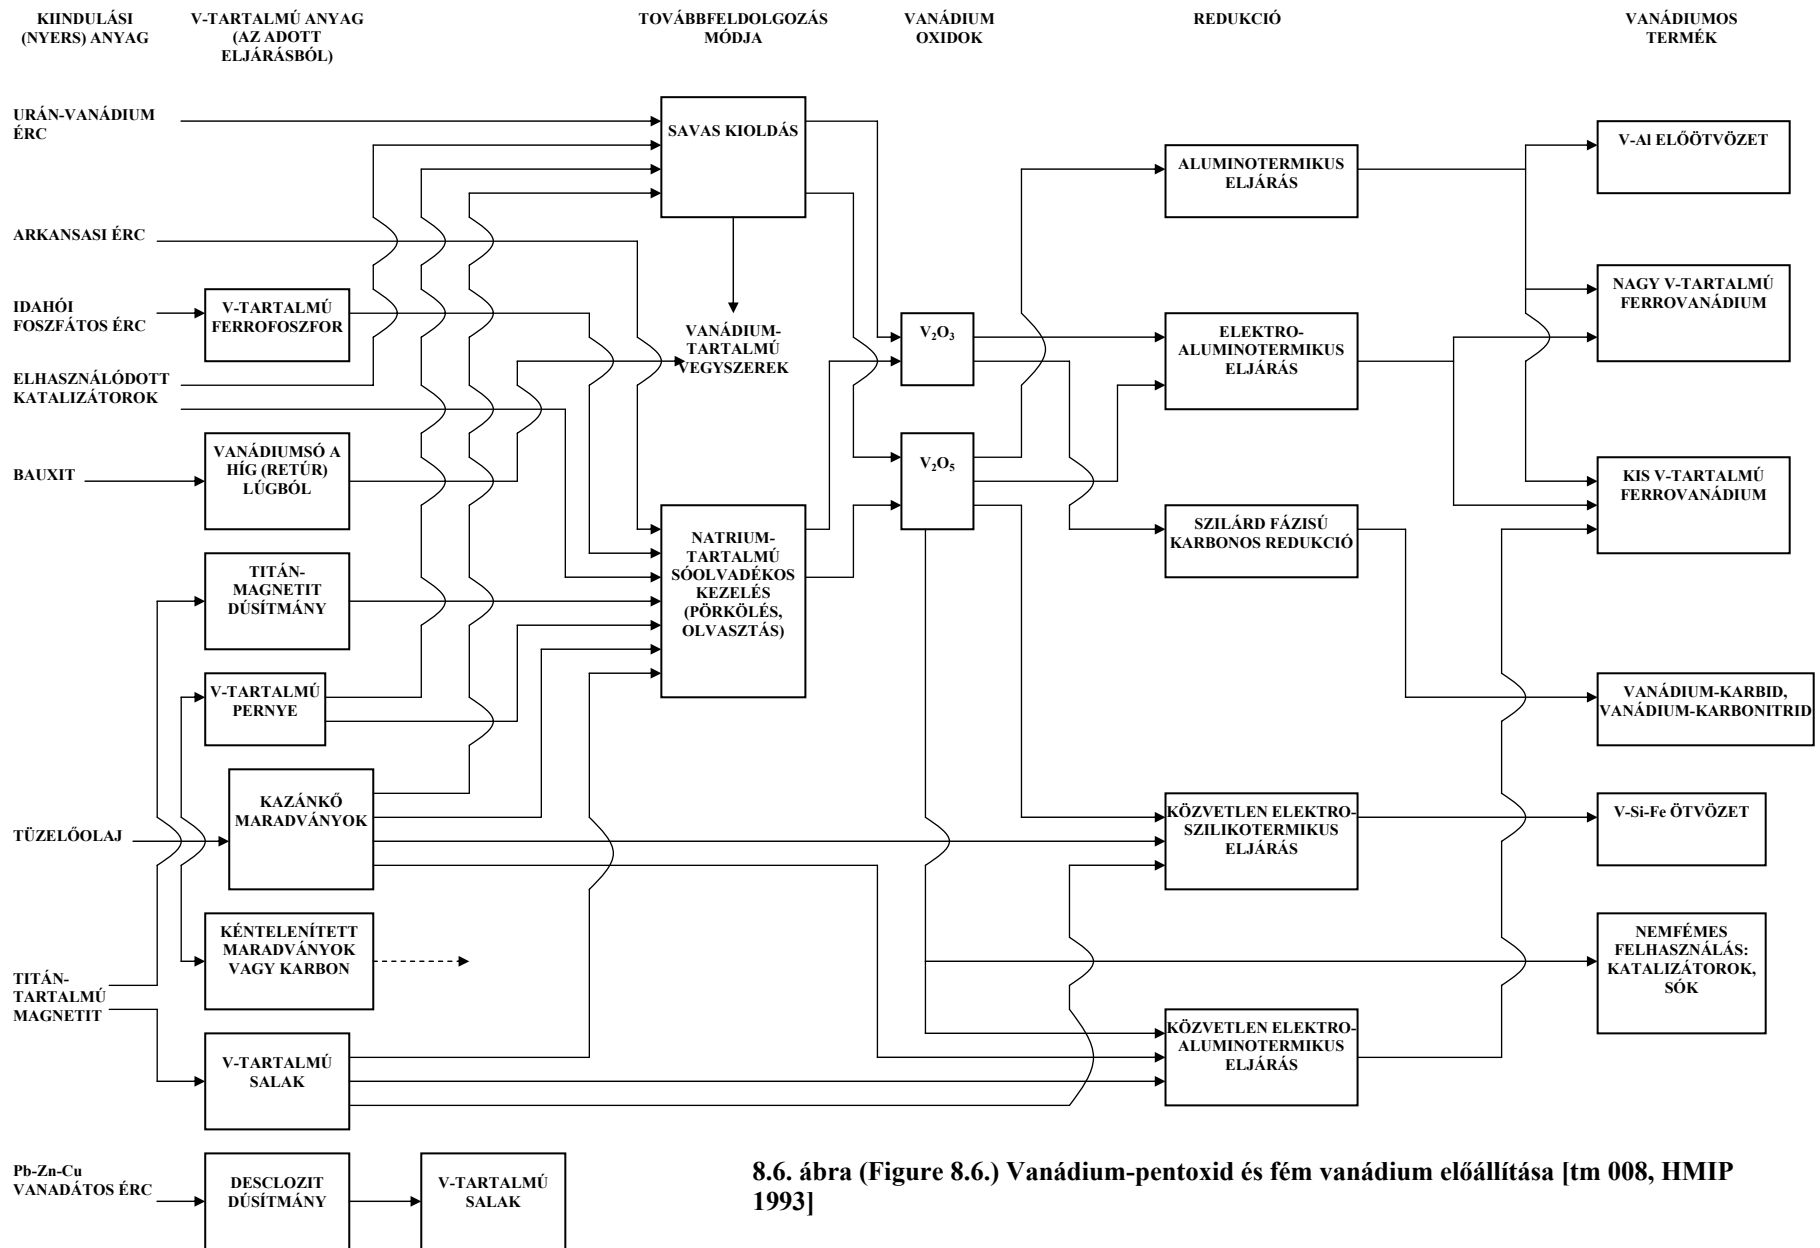 KIINDULÁSI
(NYERS) ANYAG
V-TARTALMÚ ANYAG
(AZ ADOTT
ELJÁRÁSBÓL)
TOVÁBBFELDOLGOZÁS
MÓDJA
VANÁDIUM
OXIDOK
REDUKCIÓ
VANÁDIUMOS
TERMÉK
URÁN-VANÁDIUM
ÉRC
ARKANSASI ÉRC
IDAHÓI
FOSZFÁTOS ÉRC
ELHASZNÁLÓDOTT
KATALIZÁTOROK
BAUXIT
TÜZELŐOLAJ
TITÁN-
TARTALMÚ
MAGNETIT
Pb-Zn-Cu
VANADÁTOS ÉRC
V-TARTALMÚ
FERROFOSZFOR
VANÁDIUMSÓ A
HÍG (RETÚR)
LÚGBÓL
TITÁN-
MAGNETIT
DÚSÍTMÁNY
V-TARTALMÚ
PERNYE
KAZÁNKŐ
MARADVÁNYOK
KÉNTELENÍTETT
MARADVÁNYOK
VAGY KARBON
V-TARTALMÚ
SALAK
DESCLOZIT
DÚSÍTMÁNY
V-TARTALMÚ
SALAK
SAVAS KIOLDÁS
VANÁDIUM-
TARTALMÚ
VEGYSZEREK
NATRIUM-
TARTALMÚ
SÓOLVADÉKOS
KEZELÉS
(PÖRKÖLÉS,
OLVASZTÁS)
V₂O₃
V₂O₅
ALUMINOTERMIKUS
ELJÁRÁS
ELEKTRO-
ALUMINOTERMIKUS
ELJÁRÁS
SZILÁRD FÁZISÚ
KARBONOS REDUKCIÓ
KÖZVETLEN ELEKTRO-
SZILIKOTERMIKUS
ELJÁRÁS
KÖZVETLEN ELEKTRO-
ALUMINOTERMIKUS
ELJÁRÁS
V-Al ELŐÖTVÖZET
NAGY V-TARTALMÚ
FERROVANÁDIUM
KIS V-TARTALMÚ
FERROVANÁDIUM
VANÁDIUM-KARBID,
VANÁDIUM-KARBONITRID
V-Si-Fe ÖTVÖZET
NEMFÉMES
FELHASZNÁLÁS:
KATALIZÁTOROK,
SÓK
8.6. ábra (Figure 8.6.) Vanádium-pentoxid és fém vanádium előállítása [tm 008, HMIP
1993]